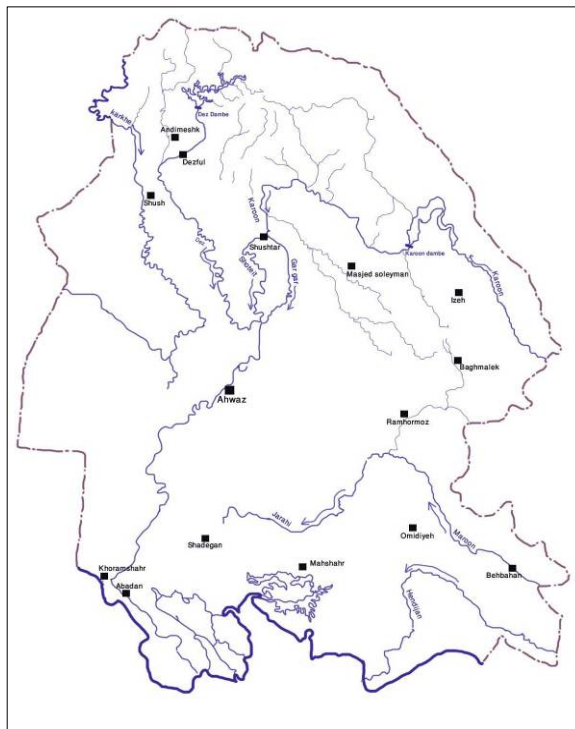 karkhe
Dez Dambe
Andimeshk
Dezful
Shush
Karoon
Dez
Shushtar
Shoteit
Gar gar
Masjed soleyman
Karoon dambe
Karoon
Izeh
Baghmalek
Ahwaz
Ramhormoz
Jarahi
Shadegan
Omidiyeh
Maroon
Khoramshahr
Mahshahr
Behbahan
Abadan
Hendijan